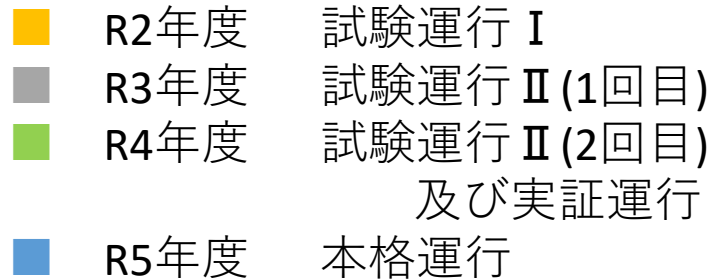 R2年度 試験運行Ⅰ
R3年度 試験運行Ⅱ(1回目)
R4年度 試験運行Ⅱ(2回目)
及び実証運行
R5年度 本格運行